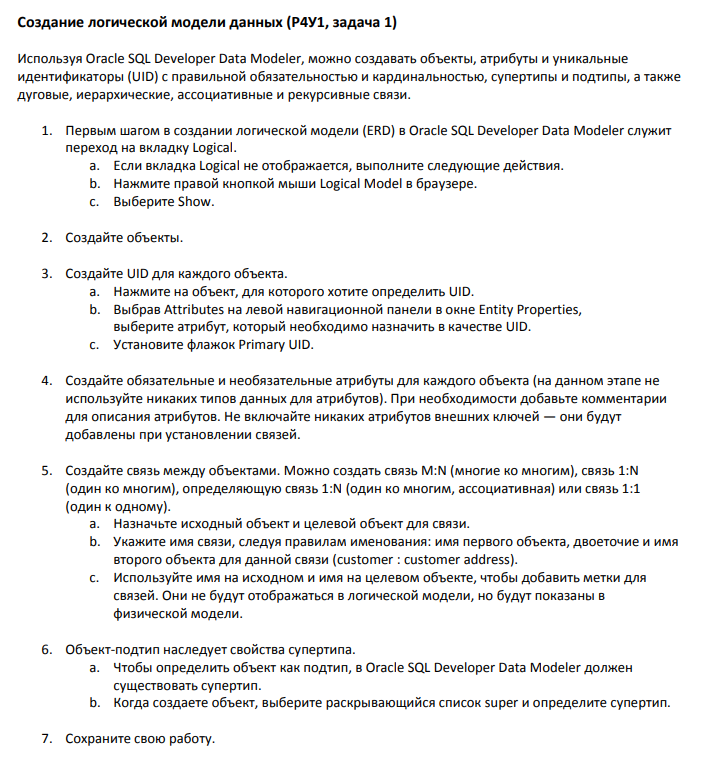 Создание логической модели данных (Р4У1, задача 1)
Используя Oracle SQL Developer Data Modeler, можно создавать объекты, атрибуты и уникальные
идентификаторы (UID) с правильной обязательностью и кардинальностью, супертипы и подтипы, а также
дуговые, иерархические, ассоциативные и рекурсивные связи.
1. Первым шагом в создании логической модели (ERD) в Oracle SQL Developer Data Modeler служит
переход на вкладку Logical.
a. Если вкладка Logical не отображается, выполните следующие действия.
b. Нажмите правой кнопкой мыши Logical Model в браузере.
c. Выберите Show.
2. Создайте объекты.
3. Создайте UID для каждого объекта.
a. Нажмите на объект, для которого хотите определить UID.
b. Выбрав Attributes на левой навигационной панели в окне Entity Properties,
выберите атрибут, который необходимо назначить в качестве UID.
c. Установите флажок Primary UID.
4. Создайте обязательные и необязательные атрибуты для каждого объекта (на данном этапе не
используйте никаких типов данных для атрибутов). При необходимости добавьте комментарии
для описания атрибутов. Не включайте никаких атрибутов внешних ключей — они будут
добавлены при установлении связей.
5. Создайте связь между объектами. Можно создать связь M:N (многие ко многим), связь 1:N
(один ко многим), определяющую связь 1:N (один ко многим, ассоциативная) или связь 1:1
(один к одному).
a. Назначьте исходный объект и целевой объект для связи.
b. Укажите имя связи, следуя правилам именования: имя первого объекта, двоеточие и имя
второго объекта для данной связи (customer : customer address).
c. Используйте имя на исходном и имя на целевом объекте, чтобы добавить метки для
связей. Они не будут отображаться в логической модели, но будут показаны в
физической модели.
6. Объект-подтип наследует свойства супертипа.
a. Чтобы определить объект как подтип, в Oracle SQL Developer Data Modeler должен
существовать супертип.
b. Когда создаете объект, выберите раскрывающийся список super и определите супертип.
7. Сохраните свою работу.